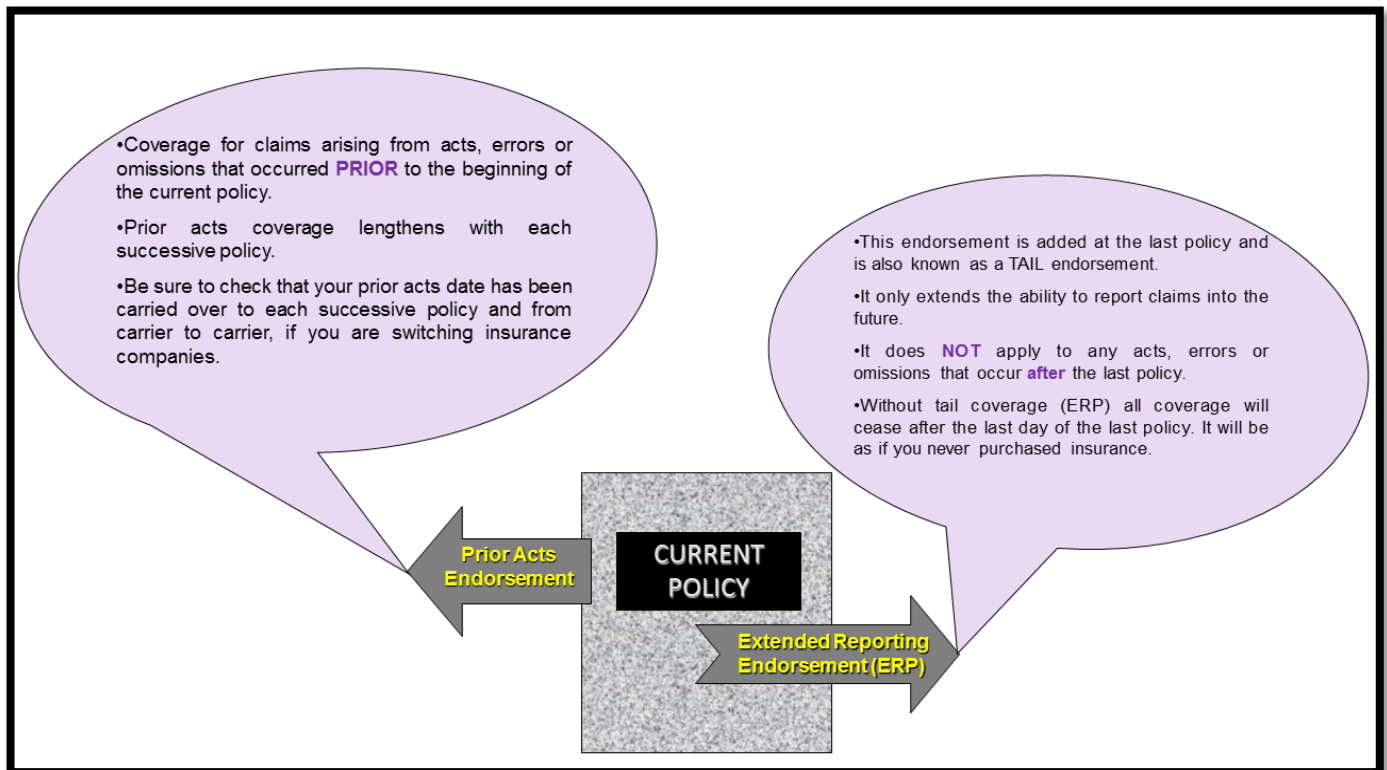 •Coverage for claims arising from acts, errors or
omissions that occurred PRIOR to the beginning of
the current policy.
•Prior acts coverage lengthens with each
successive policy.
•Be sure to check that your prior acts date has been
carried over to each successive policy and from
carrier to carrier, if you are switching insurance
companies.
•This endorsement is added at the last policy and
is also known as a TAIL endorsement.
•It only extends the ability to report claims into the
future.
•It does NOT apply to any acts, errors or
omissions that occur after the last policy.
•Without tail coverage (ERP) all coverage will
cease after the last day of the last policy. It will be
as if you never purchased insurance.
Prior Acts
Endorsement
CURRENT
POLICY
Extended Reporting
Endorsement (ERP)